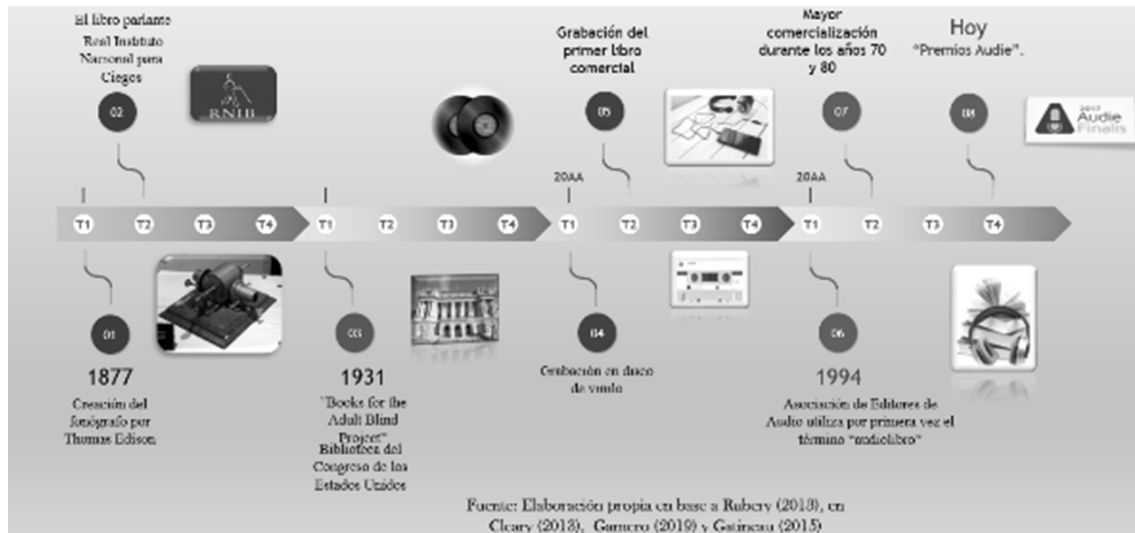 El libro parlante
Real Instituto
Nacional para
Ciegos
02
RNIB
Grabación del
primer libro
comercial
05
Mayor
comercialización
durante los años 70
y 80
07
Hoy
“Premios Audie”.
08
2017
Audie
Finalis
20AA
20AA
T1 T2 T3 T4 T1 T2 T3 T4 T1 T2 T3 T4 T1 T2 T3 T4
01
1877
Creación del
fonógrafo por
Thomas Edison
03
1931
"Books for the
Adult Blind
Project"
Biblioteca del
Congreso de los
Estados Unidos
04
Grabación en disco
de vinilo
06
1994
Asociación de Editores de
Audio utiliza por primera vez el
término “audiolibro”
Fuente: Elaboración propia en base a Rubery (2013), en
Cleary (2013), Garnero (2019) y Gatineau (2015)